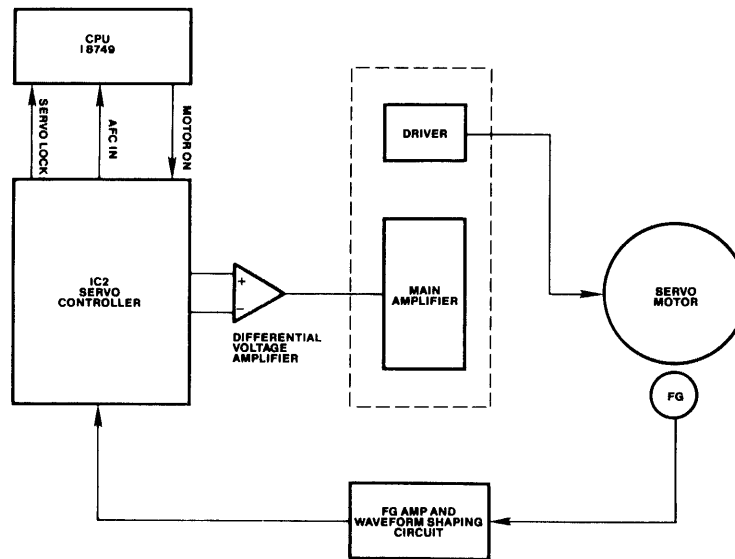 CPU
I8749
SERVO LOCK
AFC IN
MOTOR ON
DRIVER
IC2
SERVO
CONTROLLER
+
−
DIFFERENTIAL
VOLTAGE
AMPLIFIER
MAIN
AMPLIFIER
SERVO
MOTOR
FG
FG AMP AND
WAVEFORM SHAPING
CIRCUIT